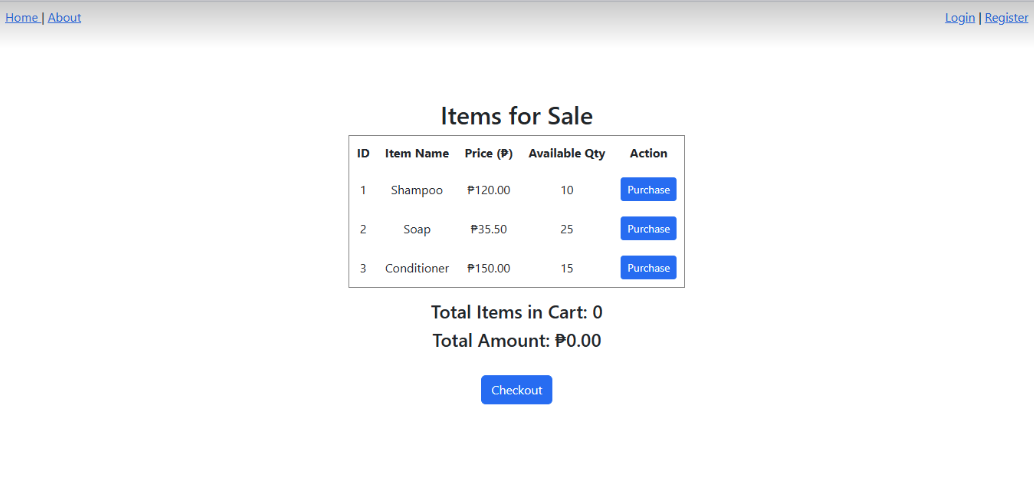 Home | About Login | Register
Items for Sale
ID Item Name Price (₱) Available Qty Action
1 Shampoo ₱120.00 10 Purchase
2 Soap ₱35.50 25 Purchase
3 Conditioner ₱150.00 15 Purchase
Total Items in Cart: 0
Total Amount: ₱0.00
Checkout